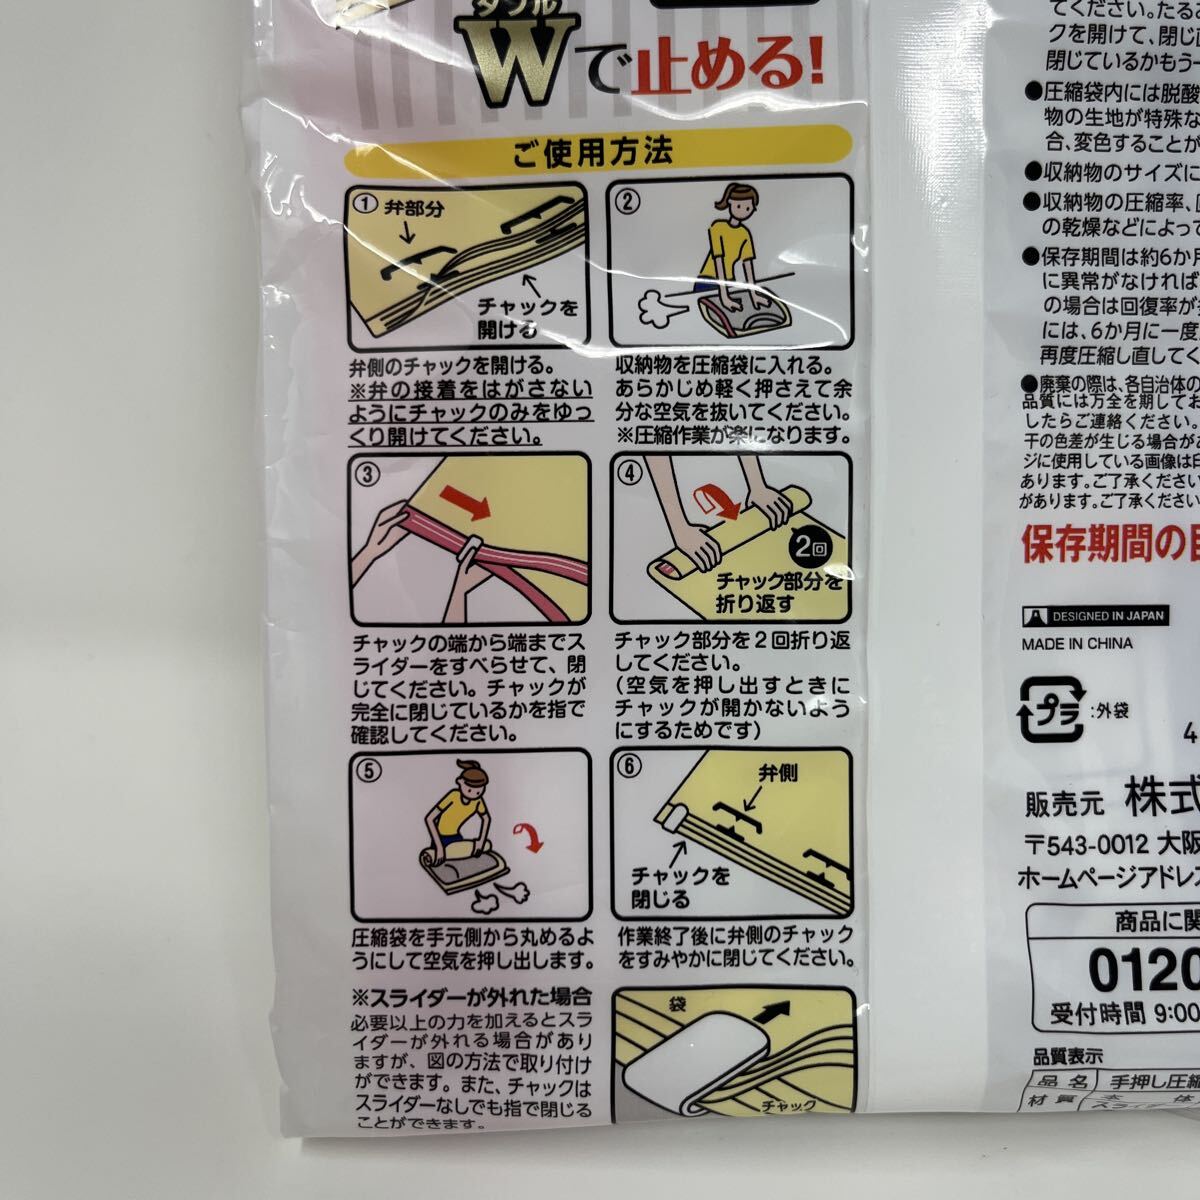 ダブル
Wで止める!
ご使用方法
① 弁部分
チャックを
開ける
弁側のチャックを開ける。
※弁の接着をはがさない
ようにチャックのみをゆっ
くり開けてください。
②
収納物を圧縮袋に入れる。
あらかじめ軽く押さえて余
分な空気を抜いてください。
※圧縮作業が楽になります。
③
チャックの端から端までス
ライダーをすべらせて、閉
じてください。チャックが
完全に閉じているかを指で
確認してください。
④
2回
チャック部分を
折り返す
チャック部分を2回折り返
してください。
(空気を押し出すときに
チャックが開かないよう
にするためです)
⑤
圧縮袋を手元側から丸めるよ
うにして空気を押し出します。
⑥
弁側
チャックを
閉じる
作業終了後に弁側のチャック
をすみやかに閉じてください。
※スライダーが外れた場合
必要以上の力を加えるとスラ
イダーが外れる場合があり
ますが、図の方法で取り付け
ができます。また、チャックは
スライダーなしでも指で閉じる
ことができます。
袋
チャック
てください。たるみ
クを開けて、閉じ直
閉じているかもう一
●圧縮袋内には脱酸
物の生地が特殊な
合、変色することが
●収納物のサイズに
●収納物の圧縮率、
の乾燥などによって
●保存期間は約6か月
に異常がなければ
の場合は回復率が
には、6か月に一度
再度圧縮し直してく
●廃棄の際は、各自治体の
品質には万全を期してお
したらご連絡ください。
干の色差が生じる場合が
ジに使用している画像は
あります。ご了承ください
があります。ご了承ください
保存期間の目
DESIGNED IN JAPAN
MADE IN CHINA
プラ :外袋
4
販売元 株式
〒543-0012 大阪
ホームページアドレス
商品に関
0120
受付時間 9:00
品質表示
品名 手押し圧縮
材質 本体
スライダ